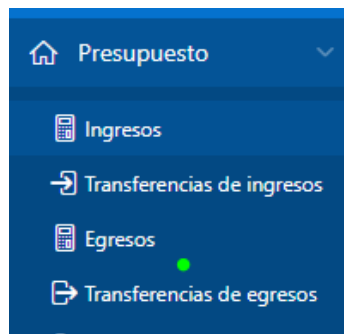 Presupuesto
Ingresos
Transferencias de ingresos
Egresos
Transferencias de egresos